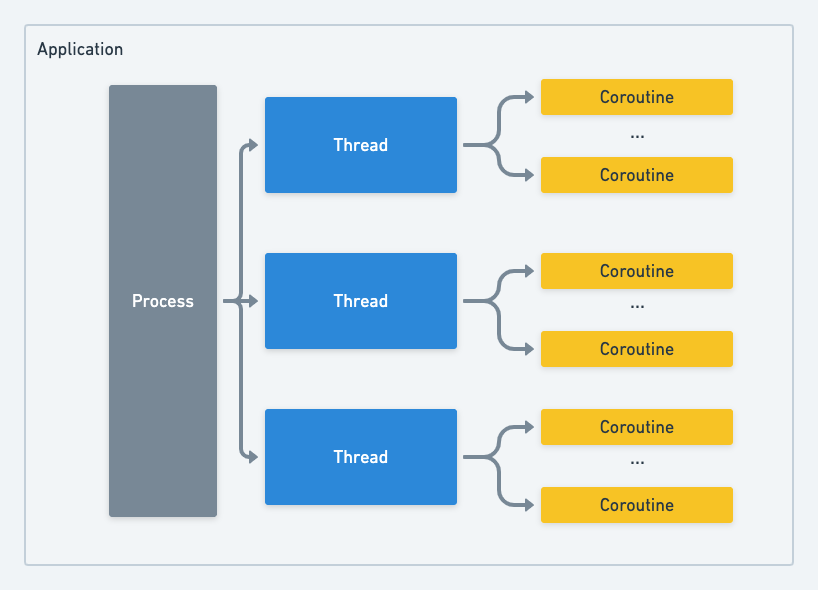 Application
Process
Thread
Coroutine
...
Coroutine
Thread
Coroutine
...
Coroutine
Thread
Coroutine
...
Coroutine